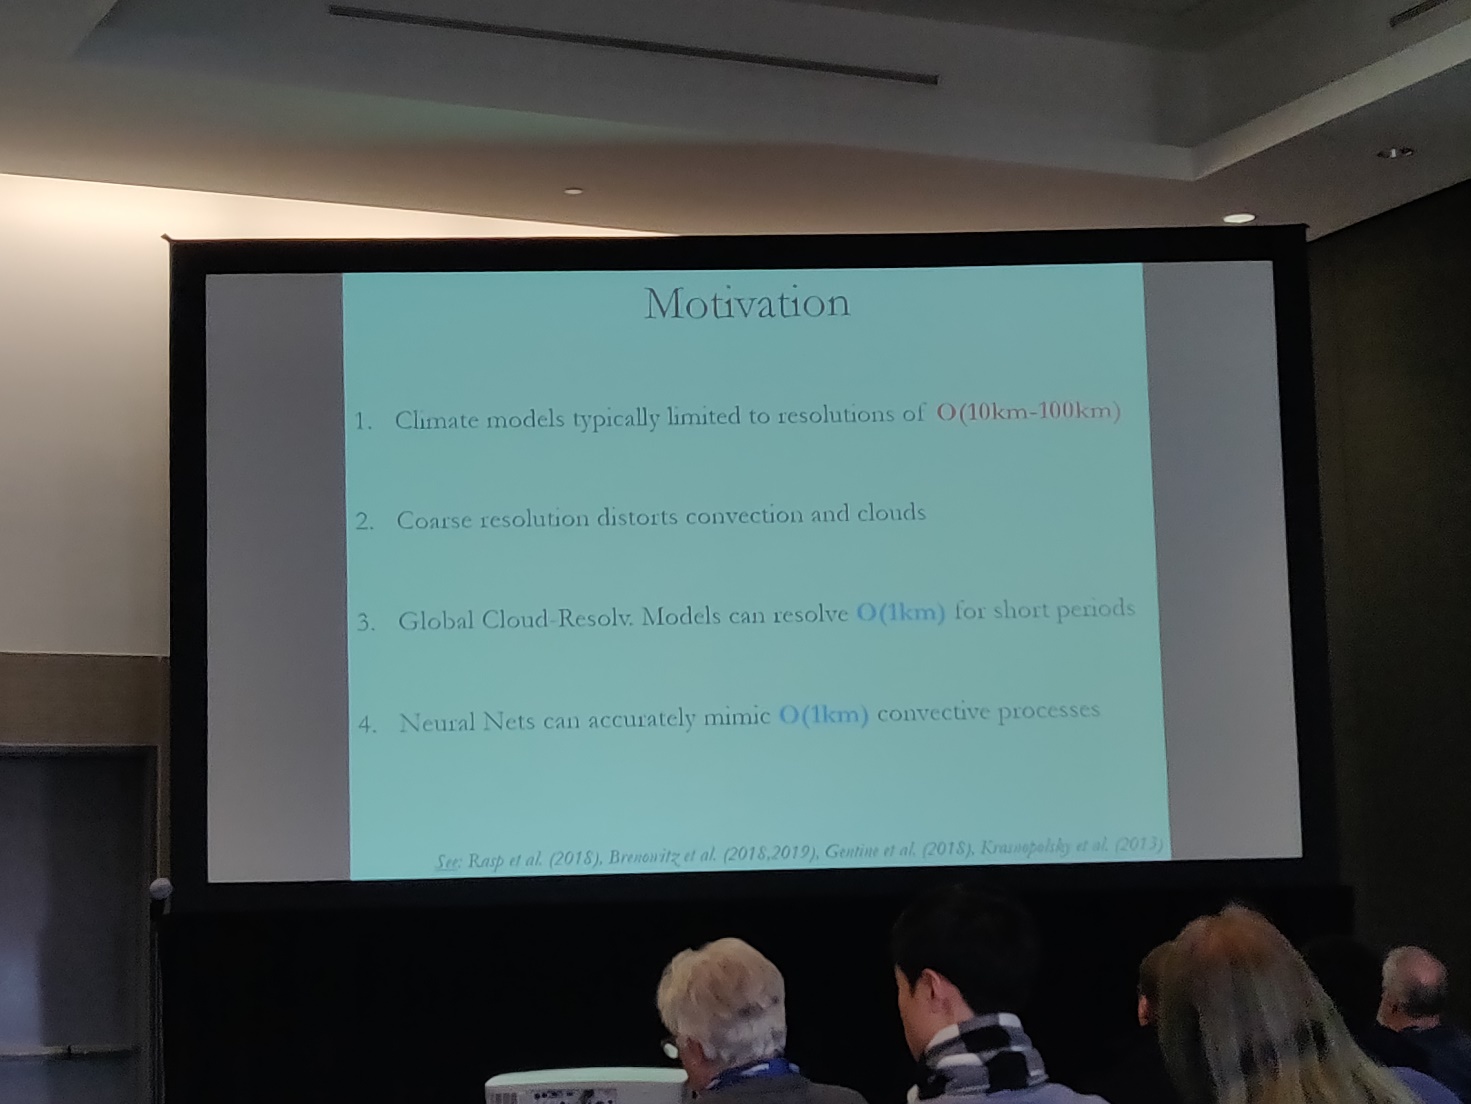 Motivation
1. Climate models typically limited to resolutions of O(10km-100km)
2. Coarse resolution distorts convection and clouds
3. Global Cloud-Resolv. Models can resolve O(1km) for short periods
4. Neural Nets can accurately mimic O(1km) convective processes
See: Rasp et al. (2018), Brenowitz et al. (2018,2019), Gentine et al. (2018), Krasnopolsky et al. (2013)